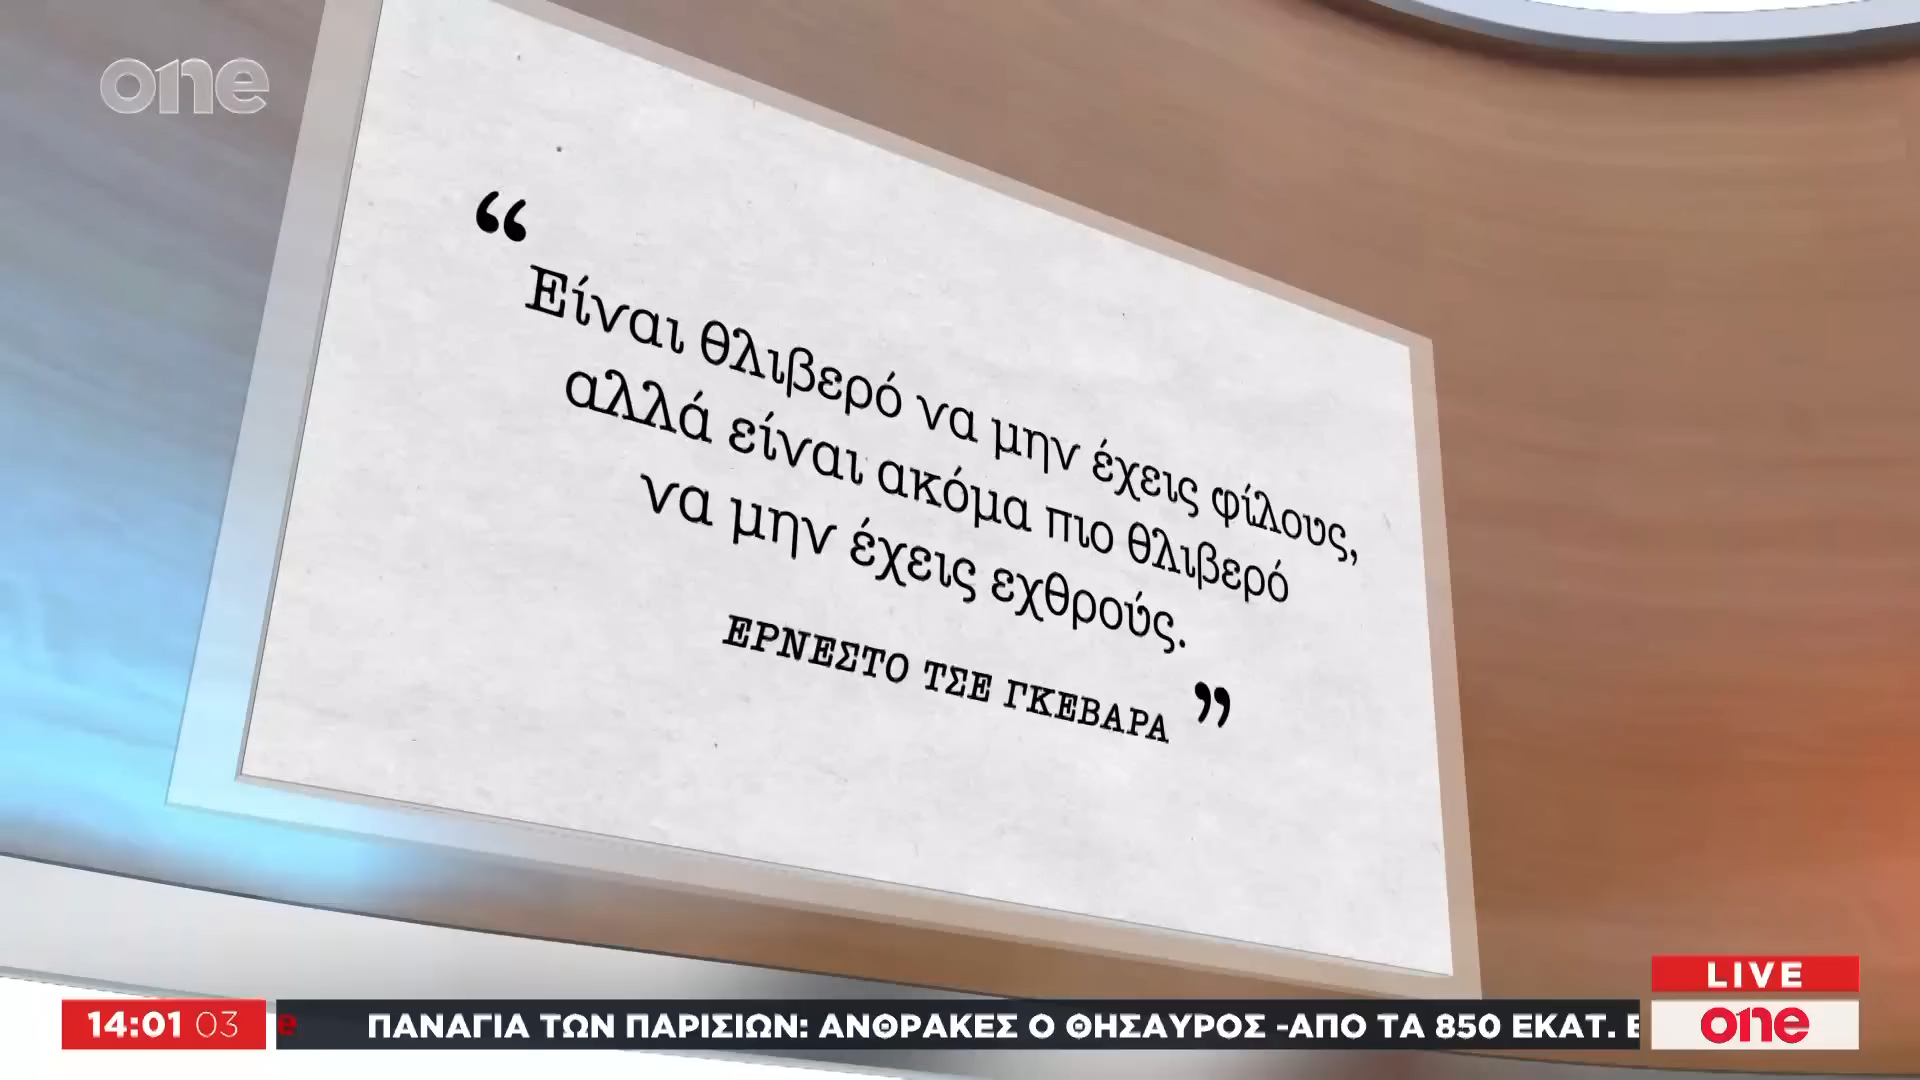 one
“
Είναι θλιβερό να μην έχεις φίλους,
αλλά είναι ακόμα πιο θλιβερό
να μην έχεις εχθρούς.
ΕΡΝΕΣΤΟ ΤΣΕ ΓΚΕΒΑΡΑ ”
LIVE
14:01 03 e ΠΑΝΑΓΙΑ ΤΩΝ ΠΑΡΙΣΙΩΝ: ΑΝΘΡΑΚΕΣ Ο ΘΗΣΑΥΡΟΣ -ΑΠΟ ΤΑ 850 ΕΚΑΤ. Ε
one